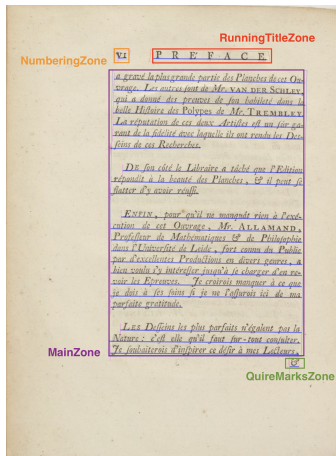 RunningTitleZone
NumberingZone
VI PREFACE.
a gravé la plus grande partie des Planches de cet Ou-
vrage. Les autres sont de Mr. VAN DER SCHLEY,
qui a donné des preuves de son habileté dans la
belle Histoire des Polypes de Mr. TREMBLEY.
La réputation de ces deux Artistes est un sûr ga-
rant de la fidélité avec laquelle ils ont rendu les Des-
seins de ces Recherches.
DE son côté le Libraire a tâché que l'Edition
répondit à la beauté des Planches, & il peut se
flatter d'y avoir réussi.
ENFIN, pour qu'il ne manquât rien à l'exé-
cution de cet Ouvrage, Mr. ALLAMAND,
Professeur de Mathématiques & de Philosophie
dans l'Université de Leide, fort connu du Public
par d'excellentes Productions en divers genres, a
bien voulu s'y intéresser jusqu'à se charger d'en re-
voir les Epreuves. Je croirois manquer à ce que
je dois à ses soins si je ne l'assurois ici de ma
parfaite gratitude.
LES Desseins les plus parfaits n'égalent pas la
Nature: c'est elle qu'il faut sur-tout consulter.
Je souhaiterois d'inspirer ce désir à mes Lecteurs,
MainZone
&
QuireMarksZone